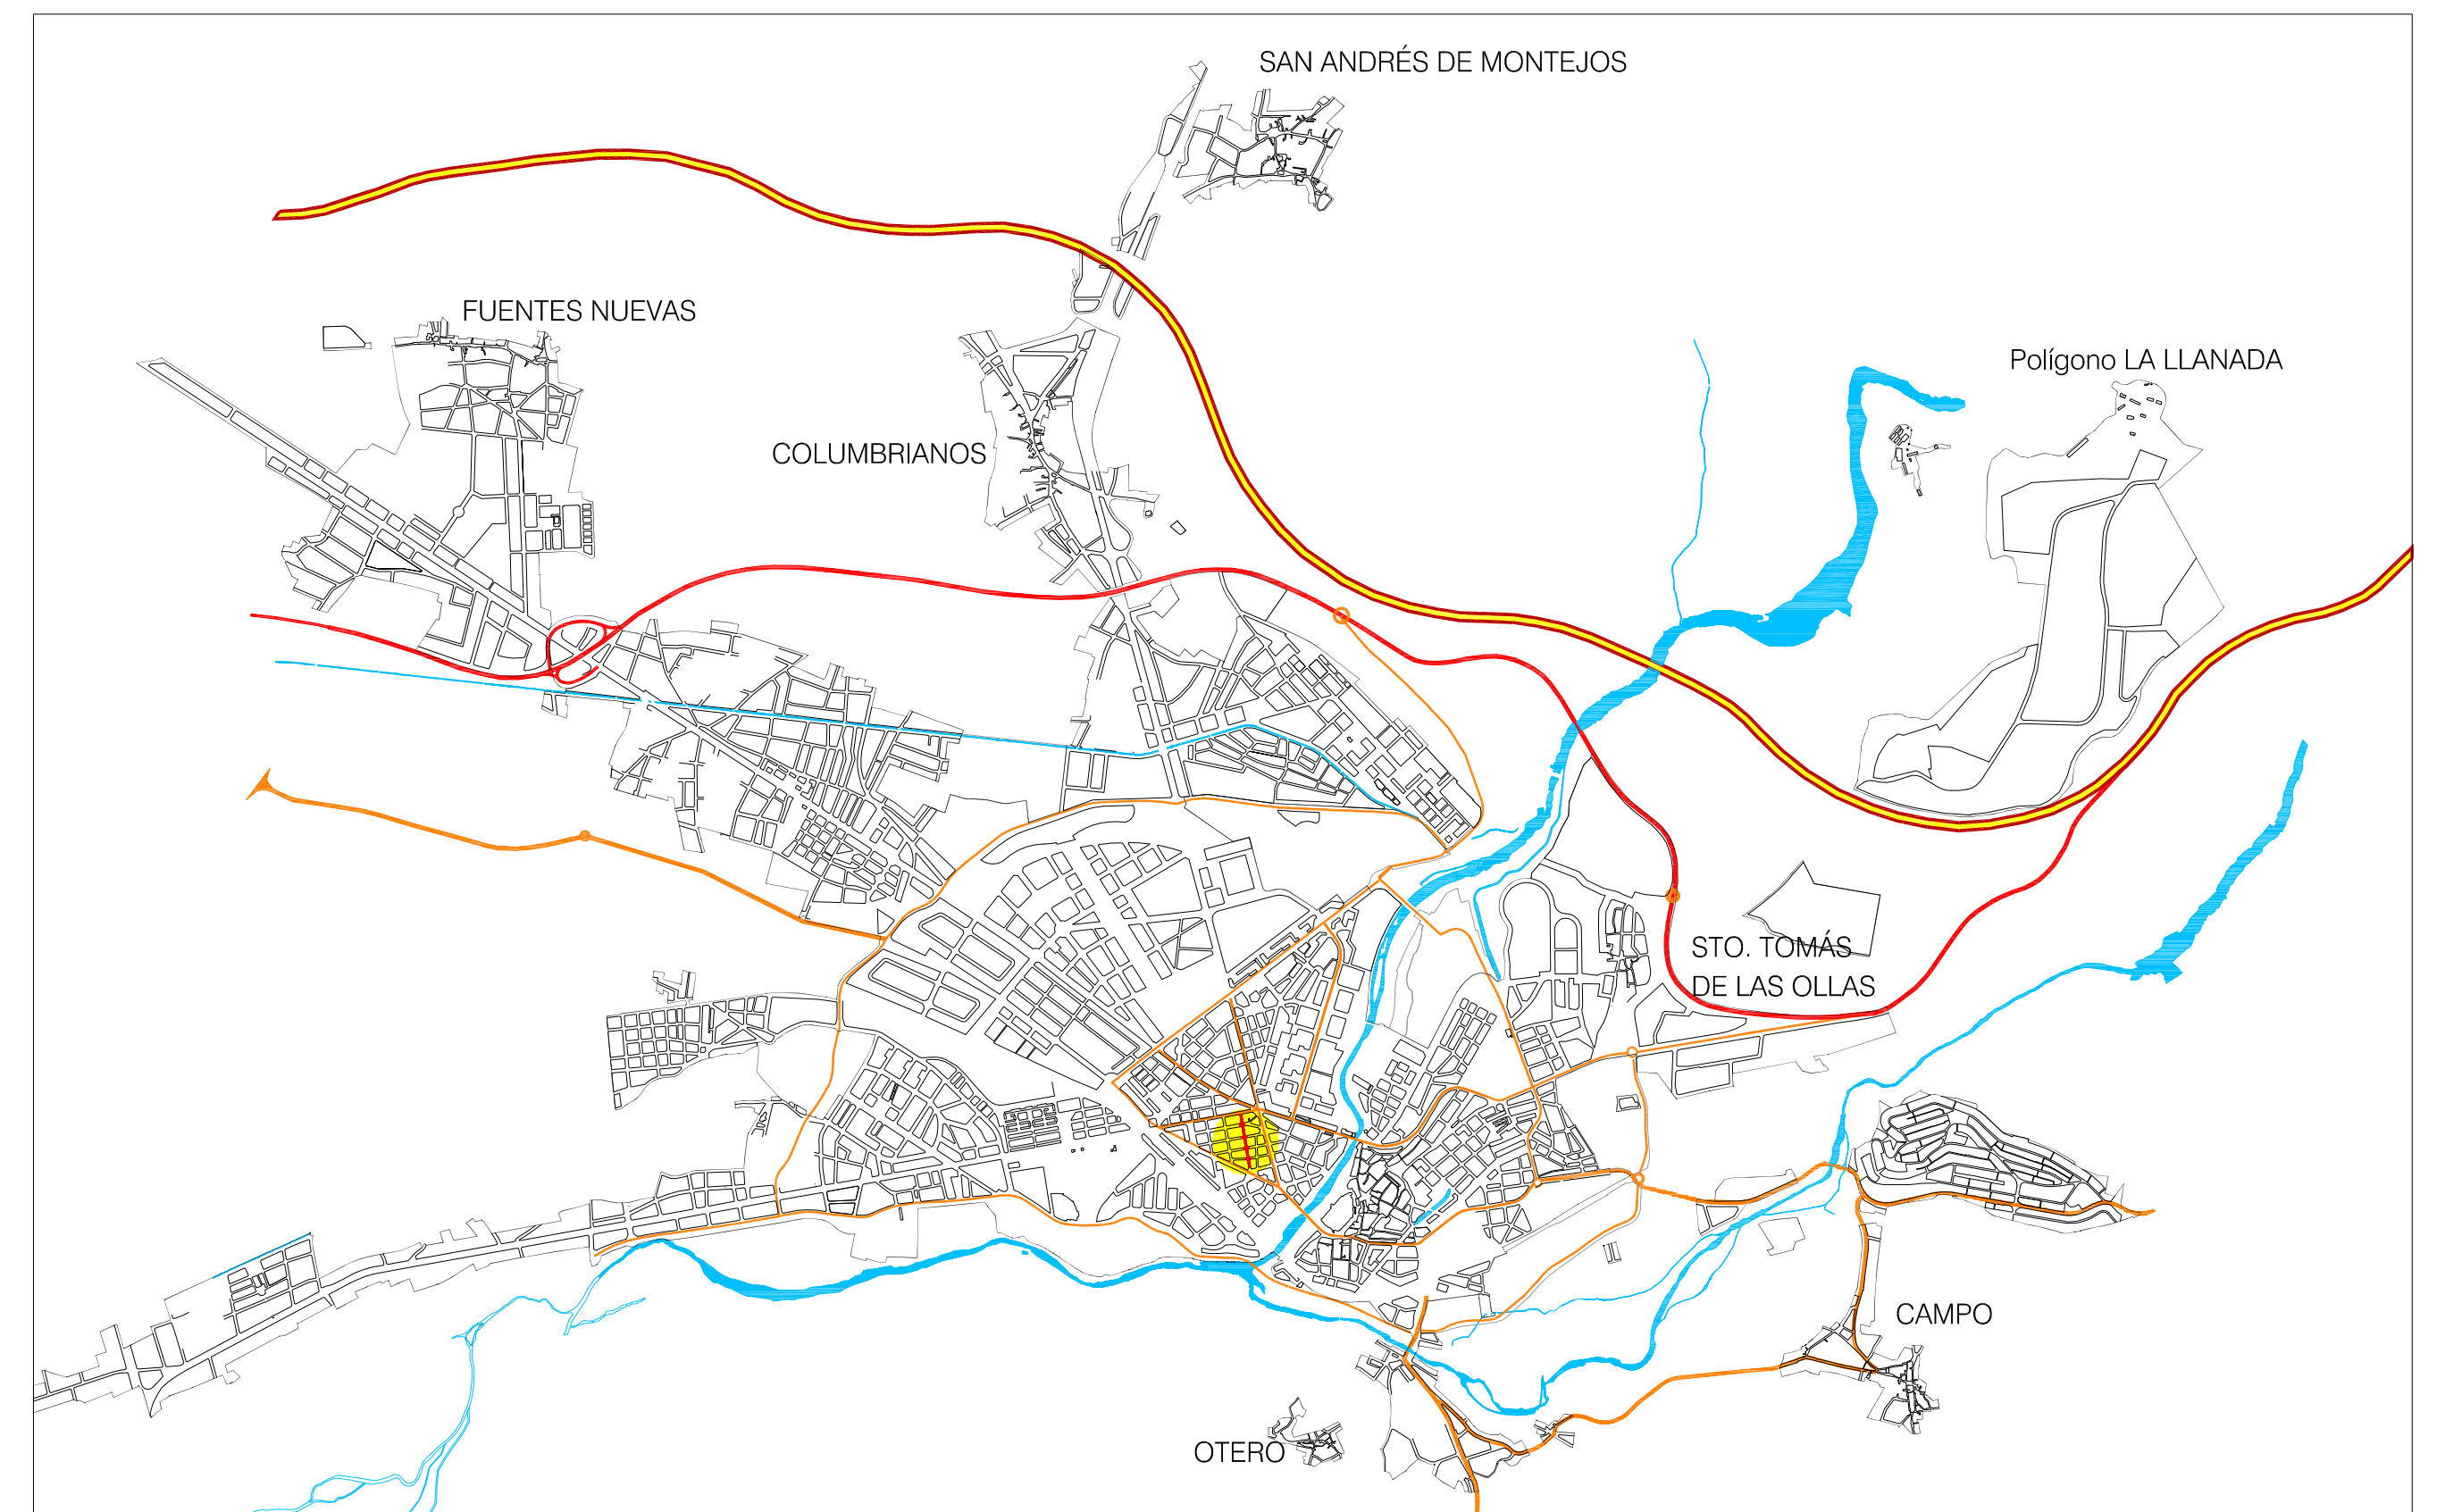 SAN ANDRÉS DE MONTEJOS
FUENTES NUEVAS
Polígono LA LLANADA
COLUMBRIANOS
STO. TOMÁS
DE LAS OLLAS
CAMPO
OTERO